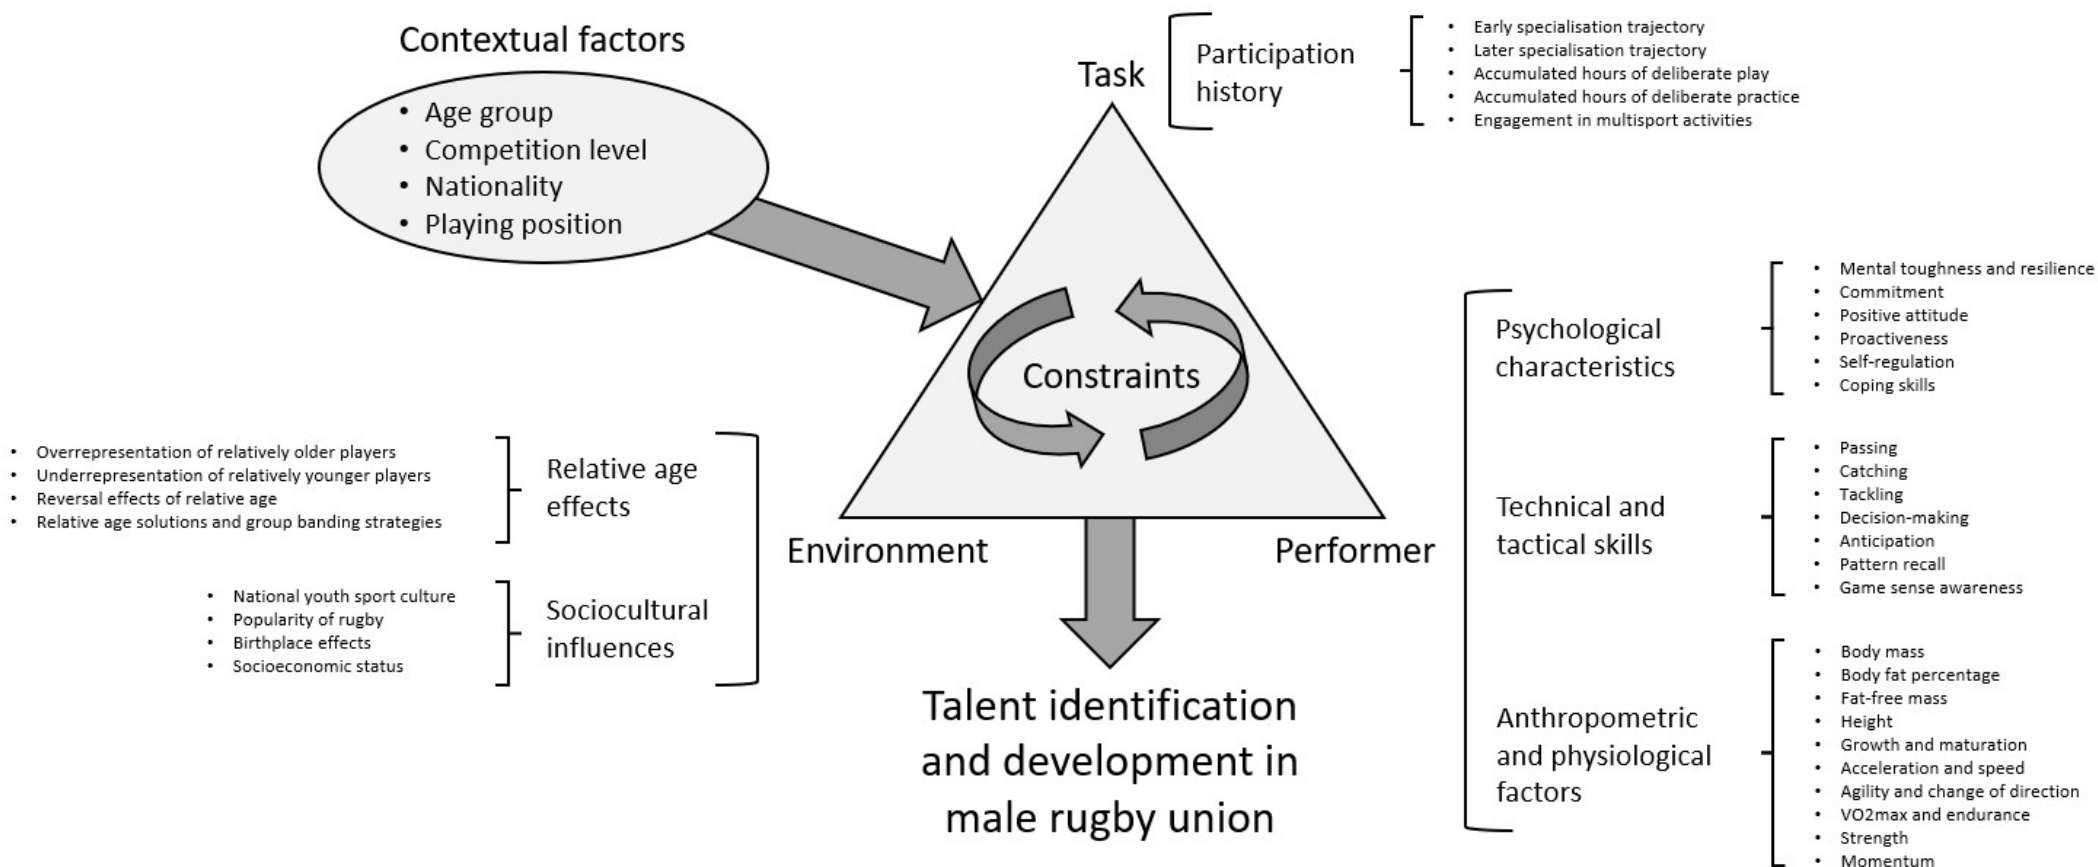 Contextual factors
• Age group
• Competition level
• Nationality
• Playing position
Task
Participation
history
• Early specialisation trajectory
• Later specialisation trajectory
• Accumulated hours of deliberate play
• Accumulated hours of deliberate practice
• Engagement in multisport activities
Constraints
Environment
Performer
• Overrepresentation of relatively older players
• Underrepresentation of relatively younger players
• Reversal effects of relative age
• Relative age solutions and group banding strategies
Relative age
effects
• National youth sport culture
• Popularity of rugby
• Birthplace effects
• Socioeconomic status
Sociocultural
influences
Psychological
characteristics
• Mental toughness and resilience
• Commitment
• Positive attitude
• Proactiveness
• Self-regulation
• Coping skills
Technical and
tactical skills
• Passing
• Catching
• Tackling
• Decision-making
• Anticipation
• Pattern recall
• Game sense awareness
Anthropometric
and physiological
factors
• Body mass
• Body fat percentage
• Fat-free mass
• Height
• Growth and maturation
• Acceleration and speed
• Agility and change of direction
• VO2max and endurance
• Strength
• Momentum
Talent identification
and development in
male rugby union